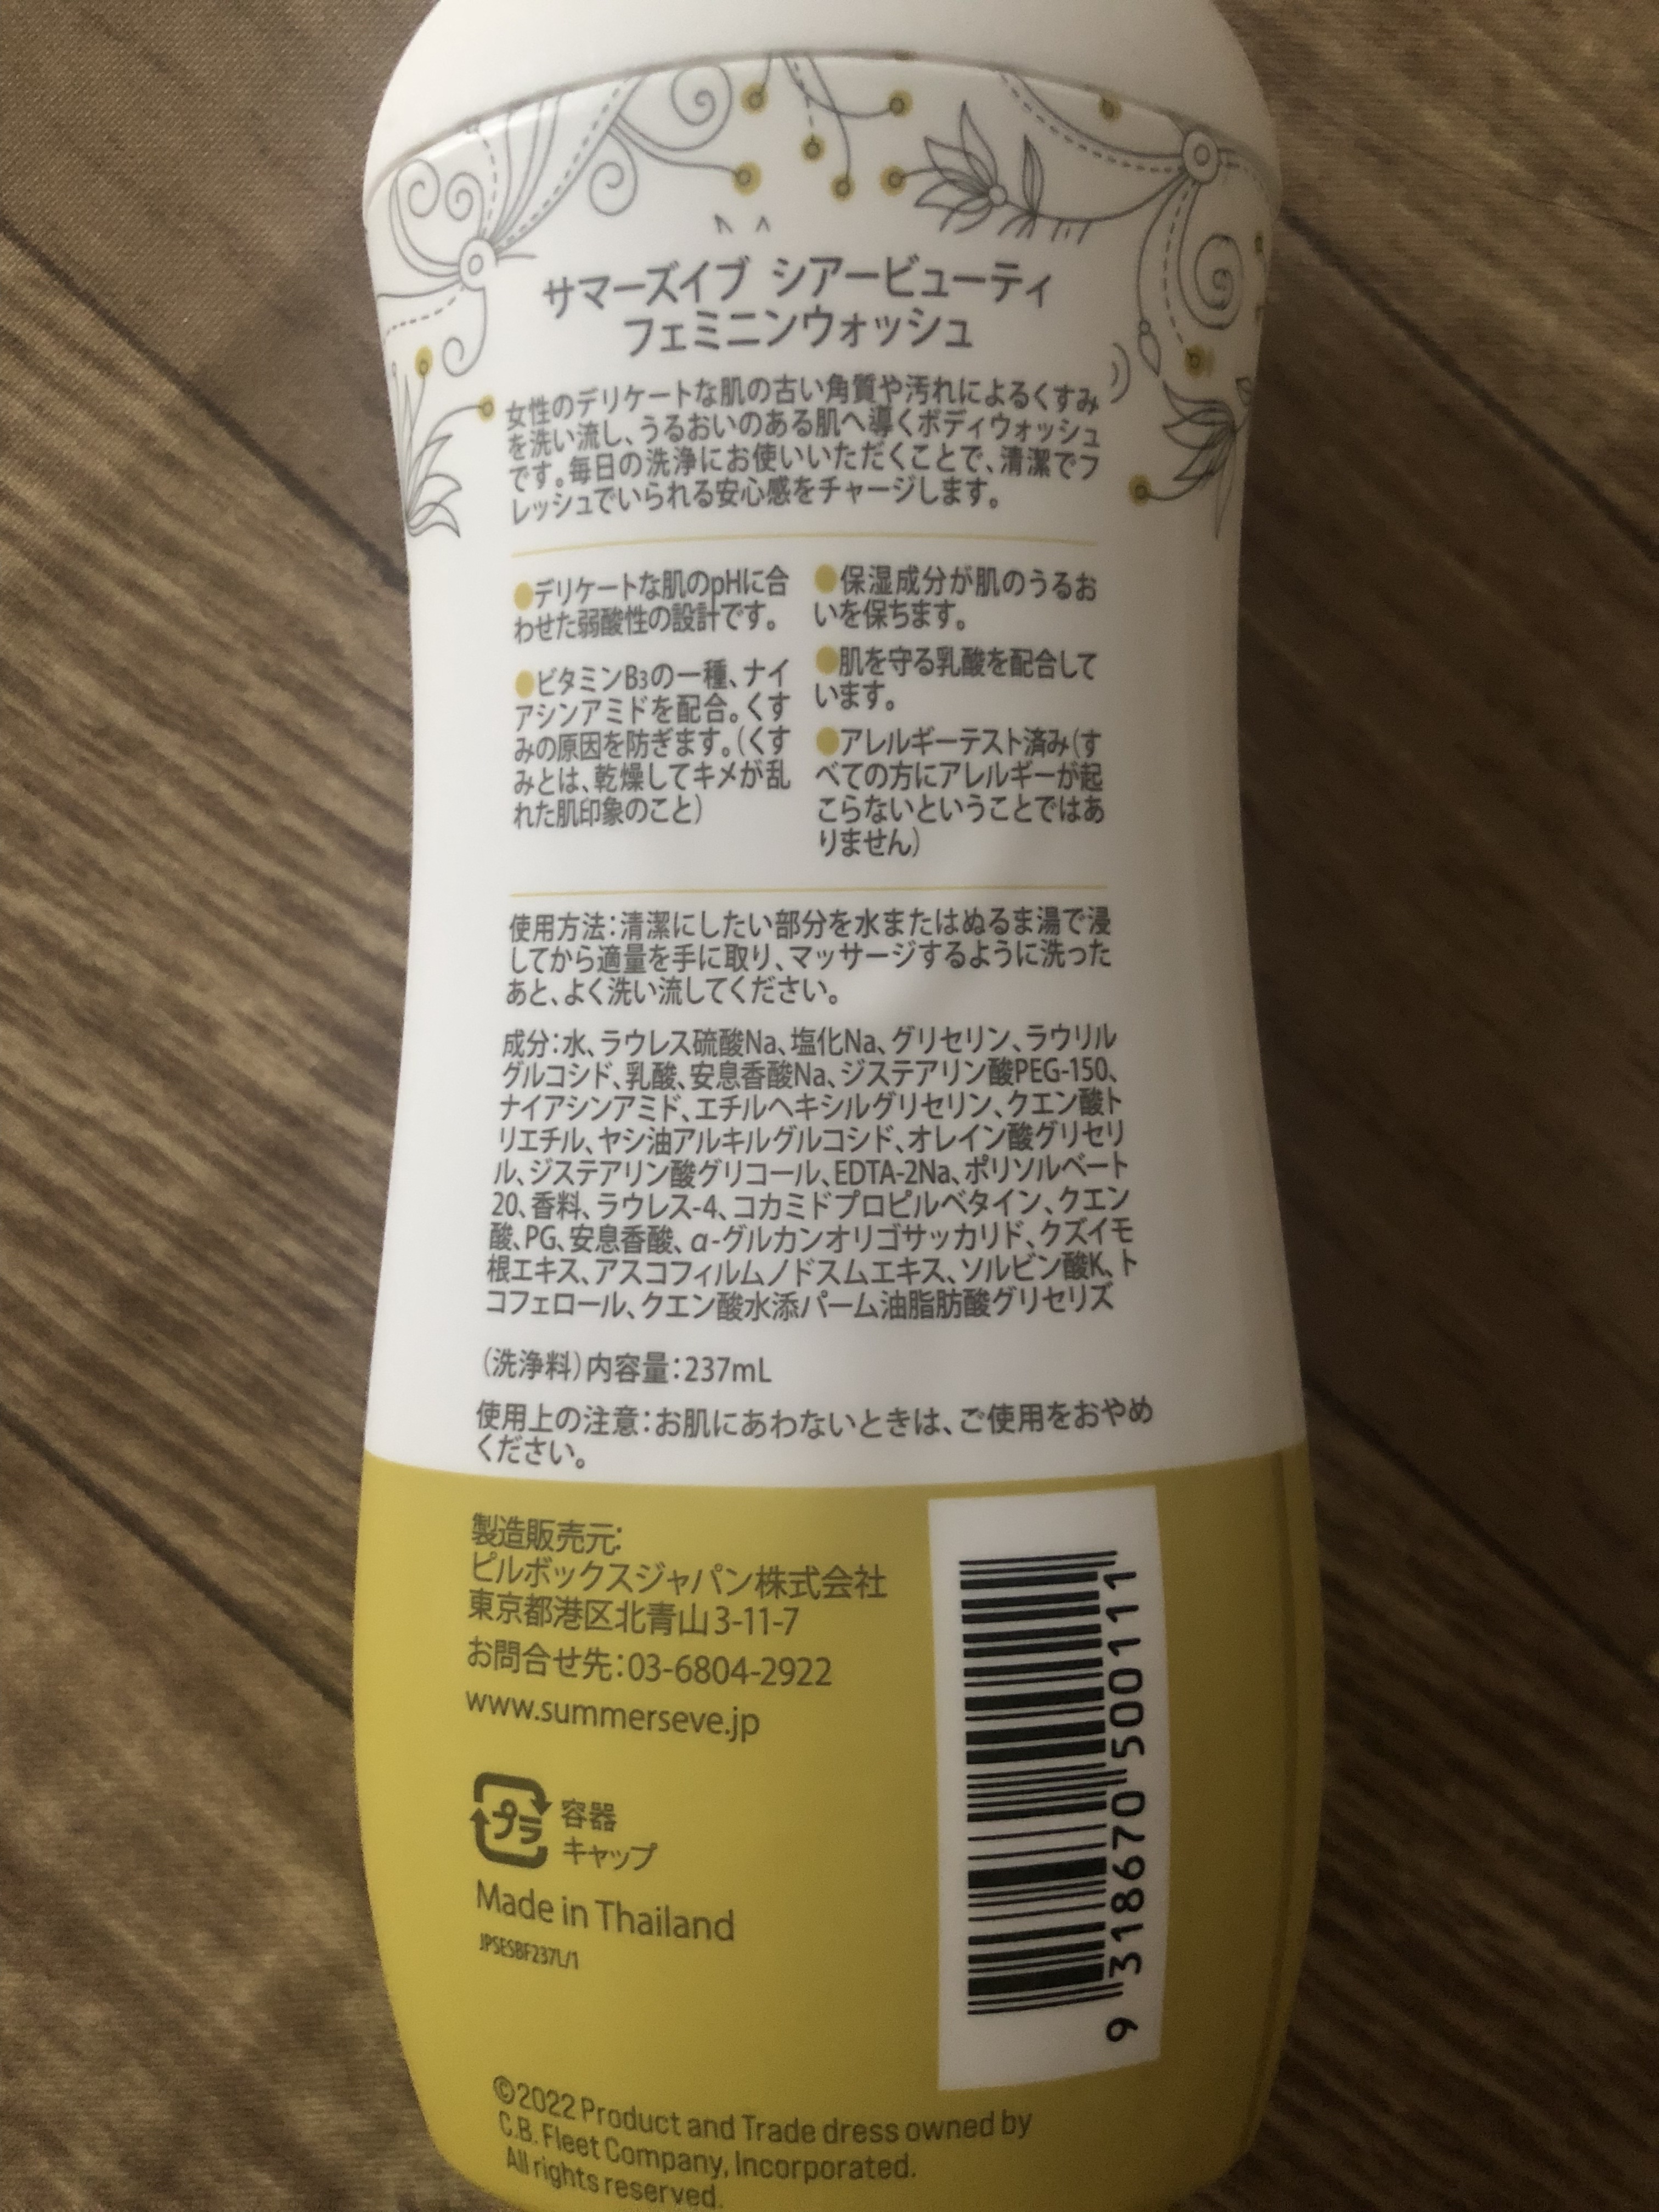 サマーズイブ シアービューティ
フェミニンウォッシュ
女性のデリケートな肌の古い角質や汚れによるくすみ
を洗い流し、うるおいのある肌へ導くボディウォッシュ
です。毎日の洗浄にお使いいただくことで、清潔でフ
レッシュでいられる安心感をチャージします。
●デリケートな肌のpHに合
わせた弱酸性の設計です。
●ビタミンB3の一種、ナイ
アシンアミドを配合。くす
みの原因を防ぎます。(くす
みとは、乾燥してキメが乱
れた肌印象のこと)
●保湿成分が肌のうるお
いを保ちます。
●肌を守る乳酸を配合して
います。
●アレルギーテスト済み(す
べての方にアレルギーが起
こらないということではあ
りません)
使用方法:清潔にしたい部分を水またはぬるま湯で浸
してから適量を手に取り、マッサージするように洗った
あと、よく洗い流してください。
成分:水、ラウレス硫酸Na、塩化Na、グリセリン、ラウリル
グルコシド、乳酸、安息香酸Na、ジステアリン酸PEG-150、
ナイアシンアミド、エチルヘキシルグリセリン、クエン酸ト
リエチル、ヤシ油アルキルグルコシド、オレイン酸グリセリ
ル、ジステアリン酸グリコール、EDTA-2Na、ポリソルベート
20、香料、ラウレス-4、コカミドプロピルベタイン、クエン
酸、PG、安息香酸、α-グルカンオリゴサッカリド、クズイモ
根エキス、アスコフィルムノドスムエキス、ソルビン酸K、ト
コフェロール、クエン酸水添パーム油脂肪酸グリセリズ
(洗浄料)内容量:237mL
使用上の注意:お肌にあわないときは、ご使用をおやめ
ください。
製造販売元:
ピルボックスジャパン株式会社
東京都港区北青山3-11-7
お問合せ先:03-6804-2922
www.summerseve.jp
プラ
容器
キャップ
Made in Thailand
JPSESBF237L/1
9 318670 500111
©2022 Product and Trade dress owned by
C.B. Fleet Company, Incorporated.
All rights reserved.